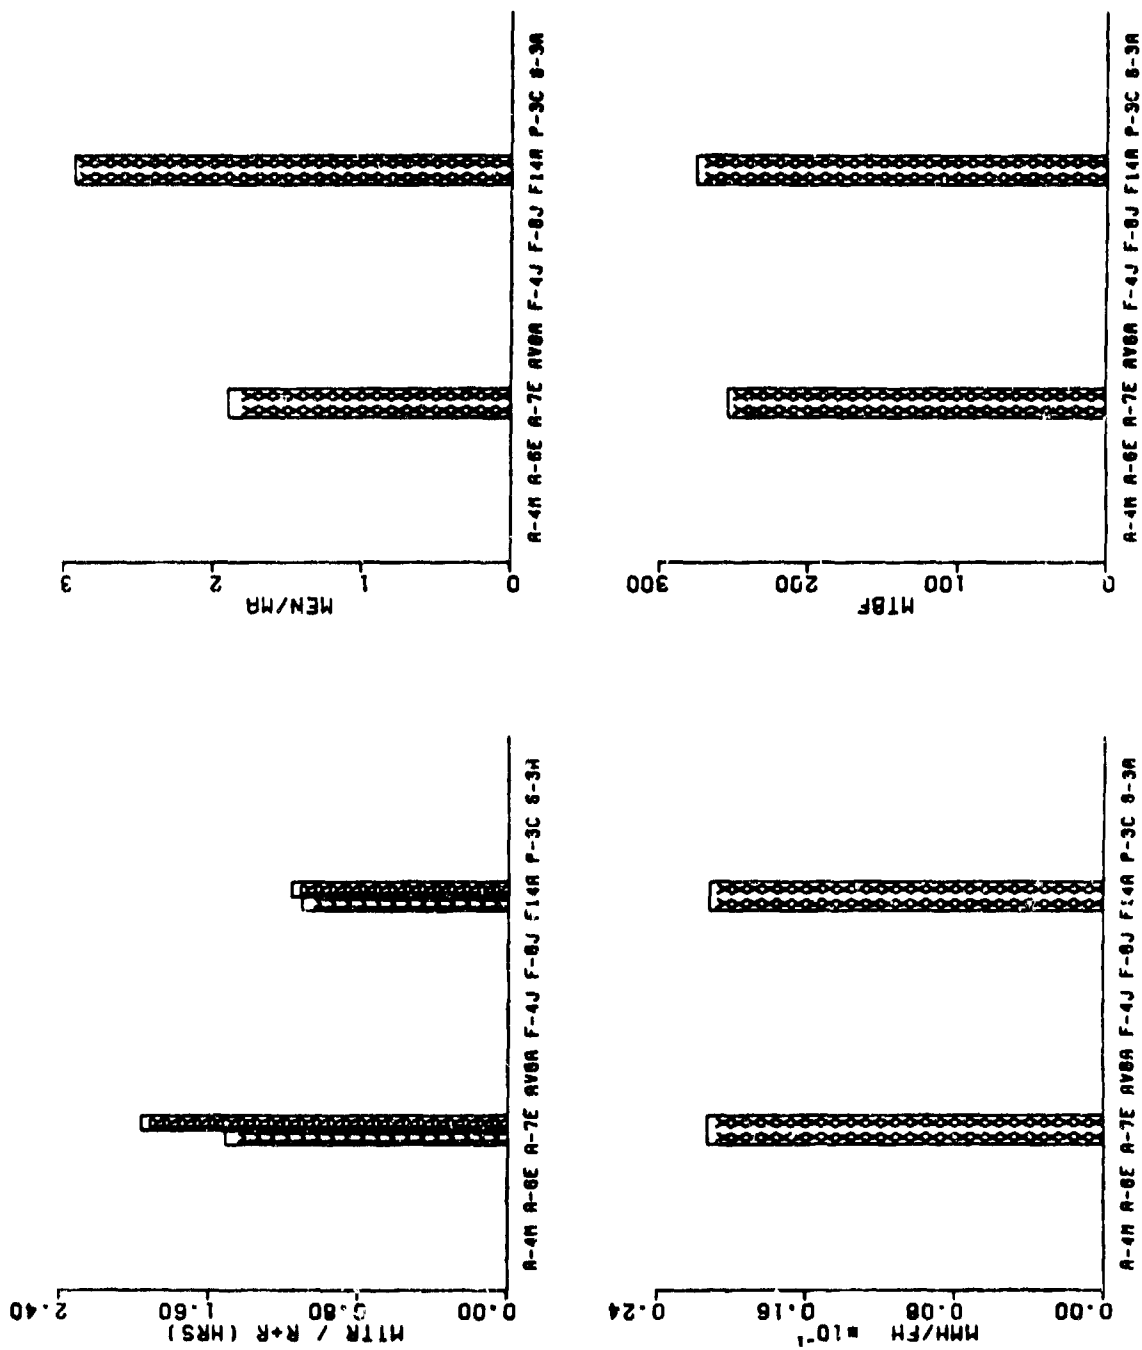 3
2
1
0
MEN/MA
A-4M A-6E A-7E AV8A F-4J F-8J F14A P-3C S-3A
300
200
100
0
MTBF
A-4M A-6E A-7E AV8A F-4J F-8J F14A P-3C S-3A
2.40
1.60
0.80
0.00
MTTR / R+R (HRS)
A-4M A-6E A-7E AV8A F-4J F-8J F14A P-3C S-3A
0.24
0.16
0.08
0.00
MMH/FH ×10⁻¹
A-4M A-6E A-7E AV8A F-4J F-8J F14A P-3C S-3A